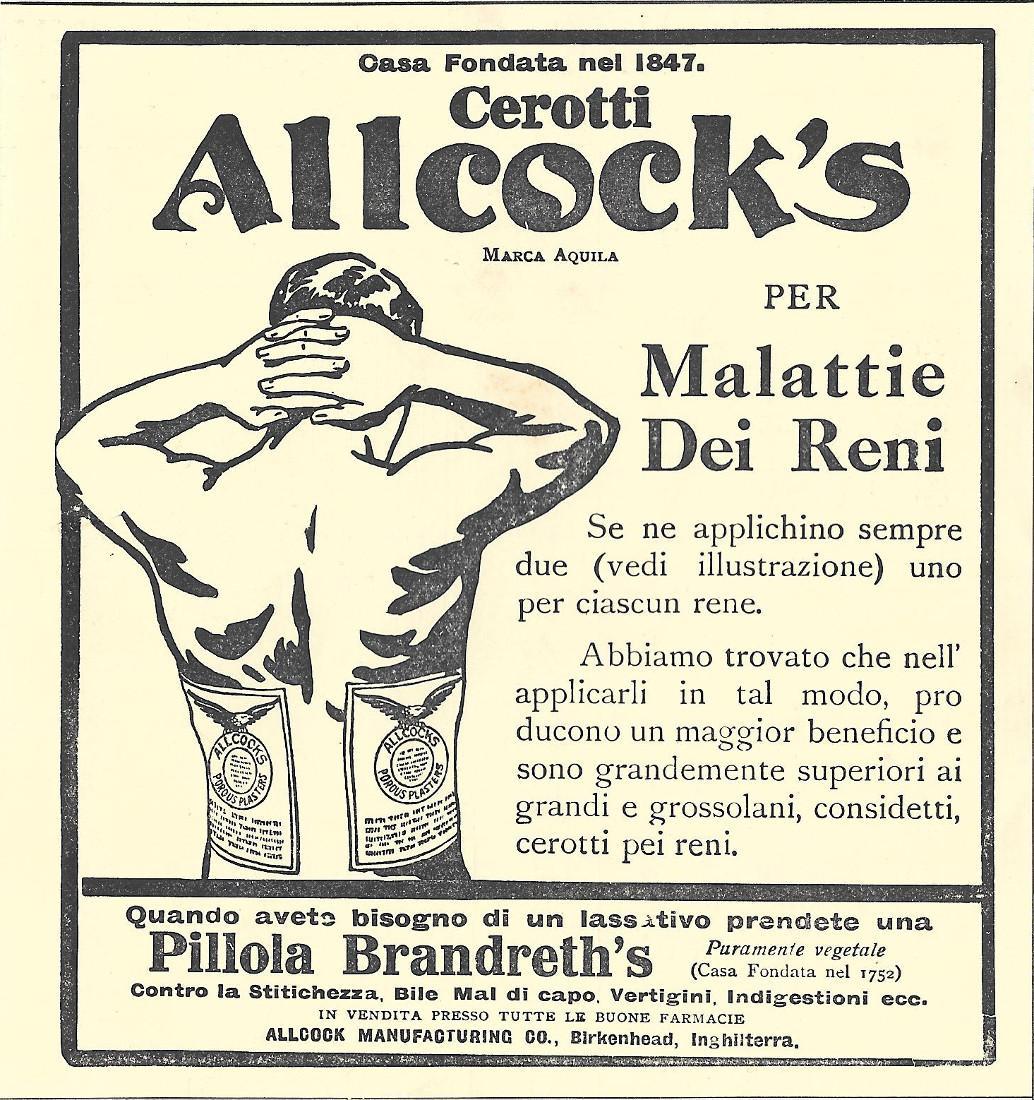 Casa Fondata nel 1847.
Cerotti
Allcock's
MARCA AQUILA
PER
Malattie
Dei Reni
Se ne applichino sempre
due (vedi illustrazione) uno
per ciascun rene.
Abbiamo trovato che nell'
applicarli in tal modo, pro
ducono un maggior beneficio e
sono grandemente superiori ai
grandi e grossolani, considetti,
cerotti pei reni.
ALLCOCKS
POROUS PLASTERS
ALLCOCKS
POROUS PLASTERS
Quando avete bisogno di un lassativo prendete una
Pillola Brandreth's
Puramente vegetale
(Casa Fondata nel 1752)
Contro la Stitichezza, Bile Mal di capo, Vertigini, Indigestioni ecc.
IN VENDITA PRESSO TUTTE LE BUONE FARMACIE
ALLCOCK MANUFACTURING CO., Birkenhead, Inghilterra.